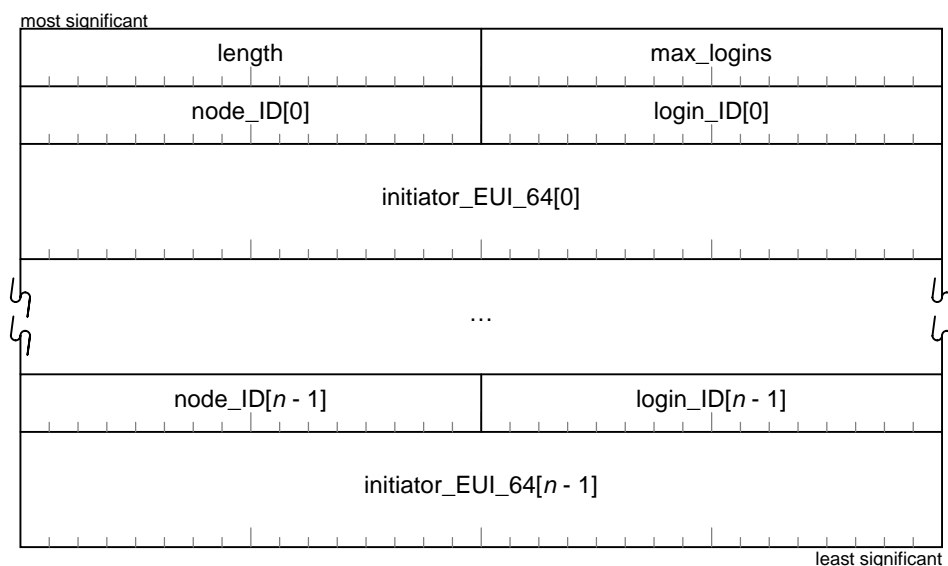 most significant
length max_logins
node_ID[0] login_ID[0]
initiator_EUI_64[0]
…
node_ID[n - 1] login_ID[n - 1]
initiator_EUI_64[n - 1]
least significant